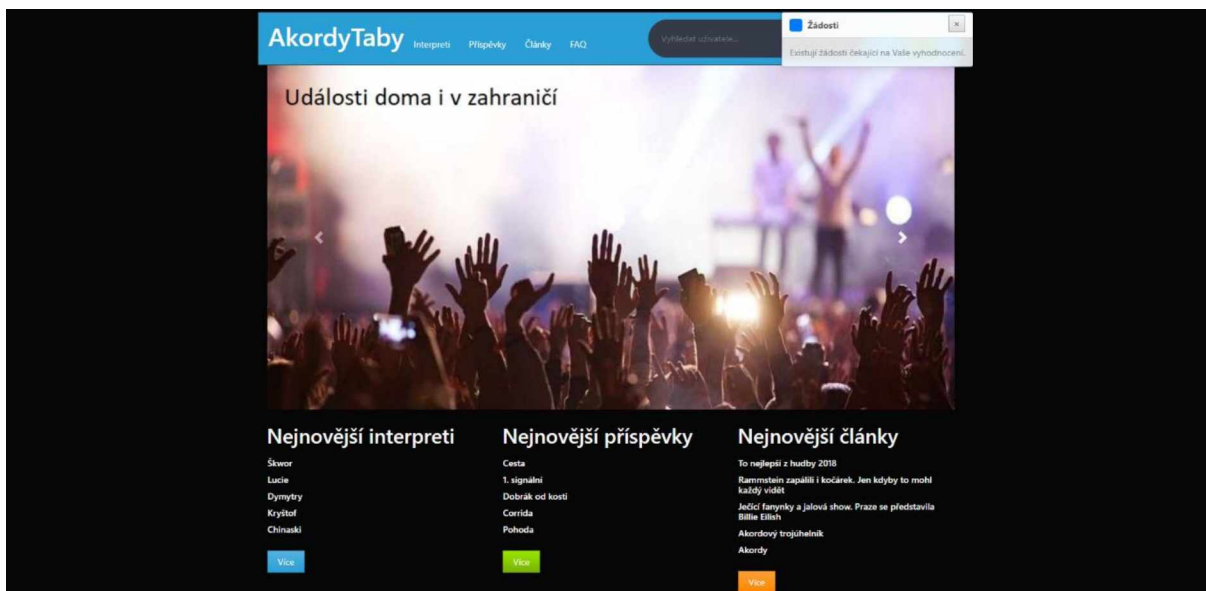 AkordyTaby
Interpreti
Příspěvky
Články
FAQ
Vyhledat uživatele...
Žádosti
×
Existují žádosti čekající na Vaše vyhodnocení.
Události doma i v zahraničí
Nejnovější interpreti
Škwor
Lucie
Dymytry
Kryštof
Chinaski
Více
Nejnovější příspěvky
Cesta
1. signální
Dobrák od kosti
Corrida
Pohoda
Více
Nejnovější články
To nejlepší z hudby 2018
Rammstein zapálili i kočárek. Jen kdyby to mohl
každý vidět
Ječící fanynky a jalová show. Praze se představila
Billie Eilish
Akordový trojúhelník
Akordy
Více